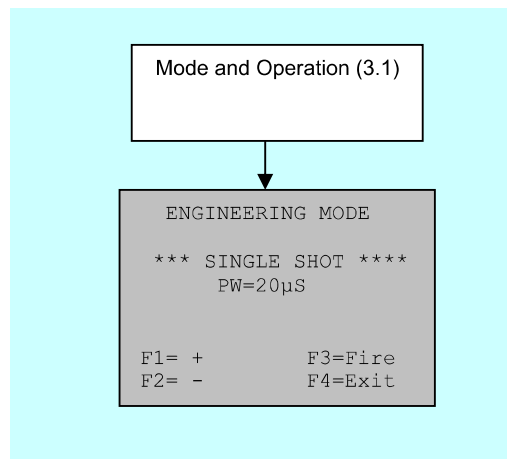 Mode and Operation (3.1)
ENGINEERING MODE
*** SINGLE SHOT ****
PW=20µS
F1= + F3=Fire
F2= - F4=Exit